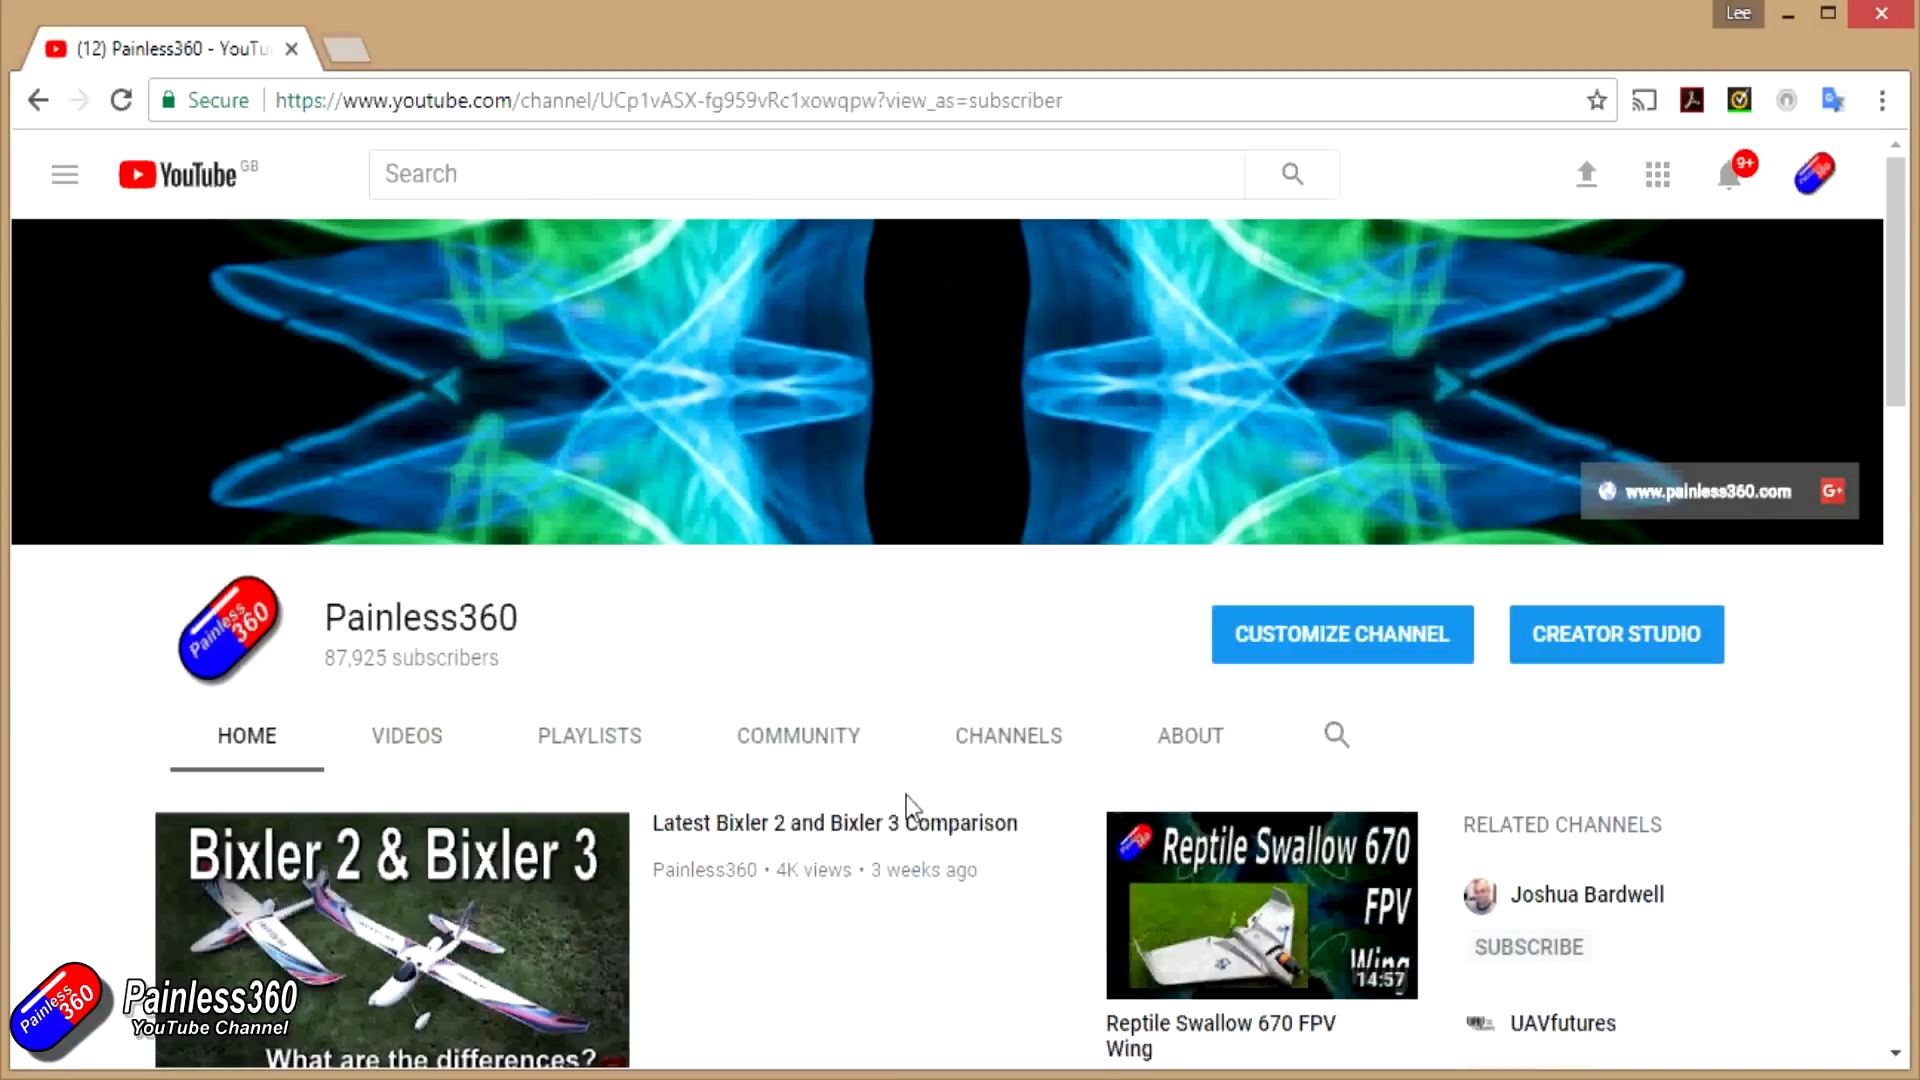 Lee
(12) Painless360 - YouTu
Secure
https://www.youtube.com/channel/UCp1vASX-fg959vRc1xowqpw?view_as=subscriber
YouTube GB
Search
9+
www.painless360.com
G+
Painless360
Painless360
87,925 subscribers
CUSTOMIZE CHANNEL
CREATOR STUDIO
HOME
VIDEOS
PLAYLISTS
COMMUNITY
CHANNELS
ABOUT
Bixler 2 & Bixler 3
What are the differences?
Latest Bixler 2 and Bixler 3 Comparison
Painless360 • 4K views • 3 weeks ago
Reptile Swallow 670
FPV
Wing
14:57
Reptile Swallow 670 FPV
Wing
RELATED CHANNELS
Joshua Bardwell
SUBSCRIBE
UAVfutures
Painless360
Painless360
YouTube Channel